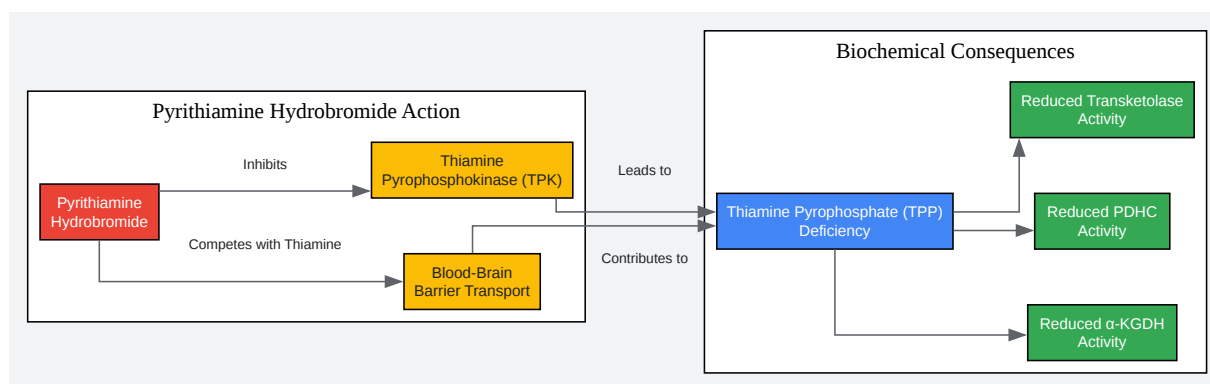 Pyrithiamine Hydrobromide Action
Pyrithiamine
Hydrobromide
Inhibits
Competes with Thiamine
Thiamine
Pyrophosphokinase (TPK)
Blood-Brain
Barrier Transport
Leads to
Contributes to
Biochemical Consequences
Thiamine Pyrophosphate (TPP)
Deficiency
Reduced Transketolase
Activity
Reduced PDHC
Activity
Reduced α-KGDH
Activity